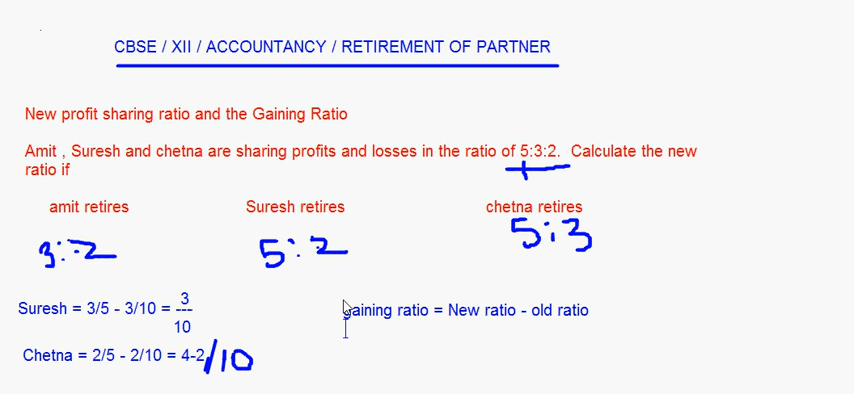 CBSE / XII / ACCOUNTANCY / RETIREMENT OF PARTNER
New profit sharing ratio and the Gaining Ratio
Amit , Suresh and chetna are sharing profits and losses in the ratio of 5:3:2. Calculate the new
ratio if
amit retires Suresh retires chetna retires
3:2 5:2 5:3
Suresh = 3/5 - 3/10 = 3
---
10
gaining ratio = New ratio - old ratio
Chetna = 2/5 - 2/10 = 4-2/10